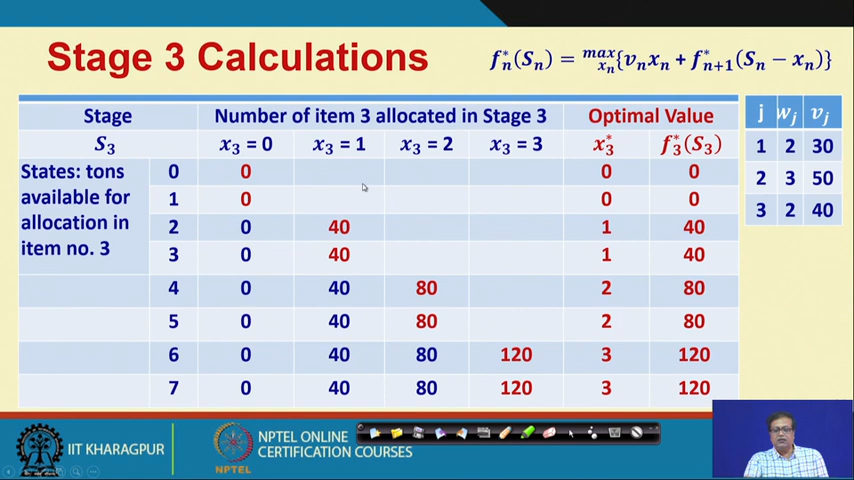 Stage 3 Calculations
f*ₙ(Sₙ) = max xₙ {vₙxₙ + f*ₙ₊₁(Sₙ − xₙ)}
Stage Number of item 3 allocated in Stage 3 Optimal Value
S₃ x₃ = 0 x₃ = 1 x₃ = 2 x₃ = 3 x₃* f₃*(S₃)
States: tons available for allocation in item no. 3
0 0 0 0
1 0 0 0
2 0 40 1 40
3 0 40 1 40
4 0 40 80 2 80
5 0 40 80 2 80
6 0 40 80 120 3 120
7 0 40 80 120 3 120
j wⱼ vⱼ
1 2 30
2 3 50
3 2 40
IIT KHARAGPUR
NPTEL
NPTEL ONLINE
CERTIFICATION COURSES